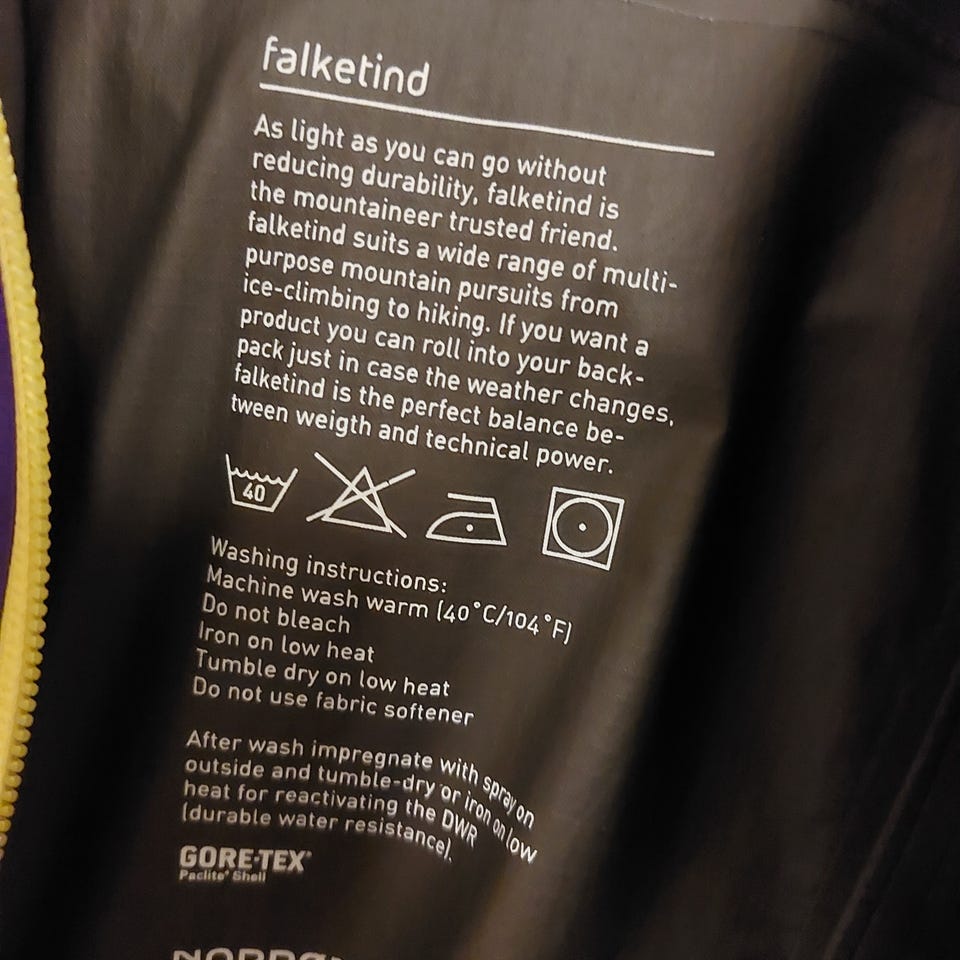 falketind
As light as you can go without
reducing durability, falketind is
the mountaineer trusted friend.
falketind suits a wide range of multi-
purpose mountain pursuits from
ice-climbing to hiking. If you want a
product you can roll into your back-
pack just in case the weather changes,
falketind is the perfect balance be-
tween weigth and technical power.
40
Washing instructions:
Machine wash warm (40°C/104°F)
Do not bleach
Iron on low heat
Tumble dry on low heat
Do not use fabric softener
After wash impregnate with spray on
outside and tumble-dry or iron on low
heat for reactivating the DWR
(durable water resistance).
GORE-TEX®
Paclite® Shell